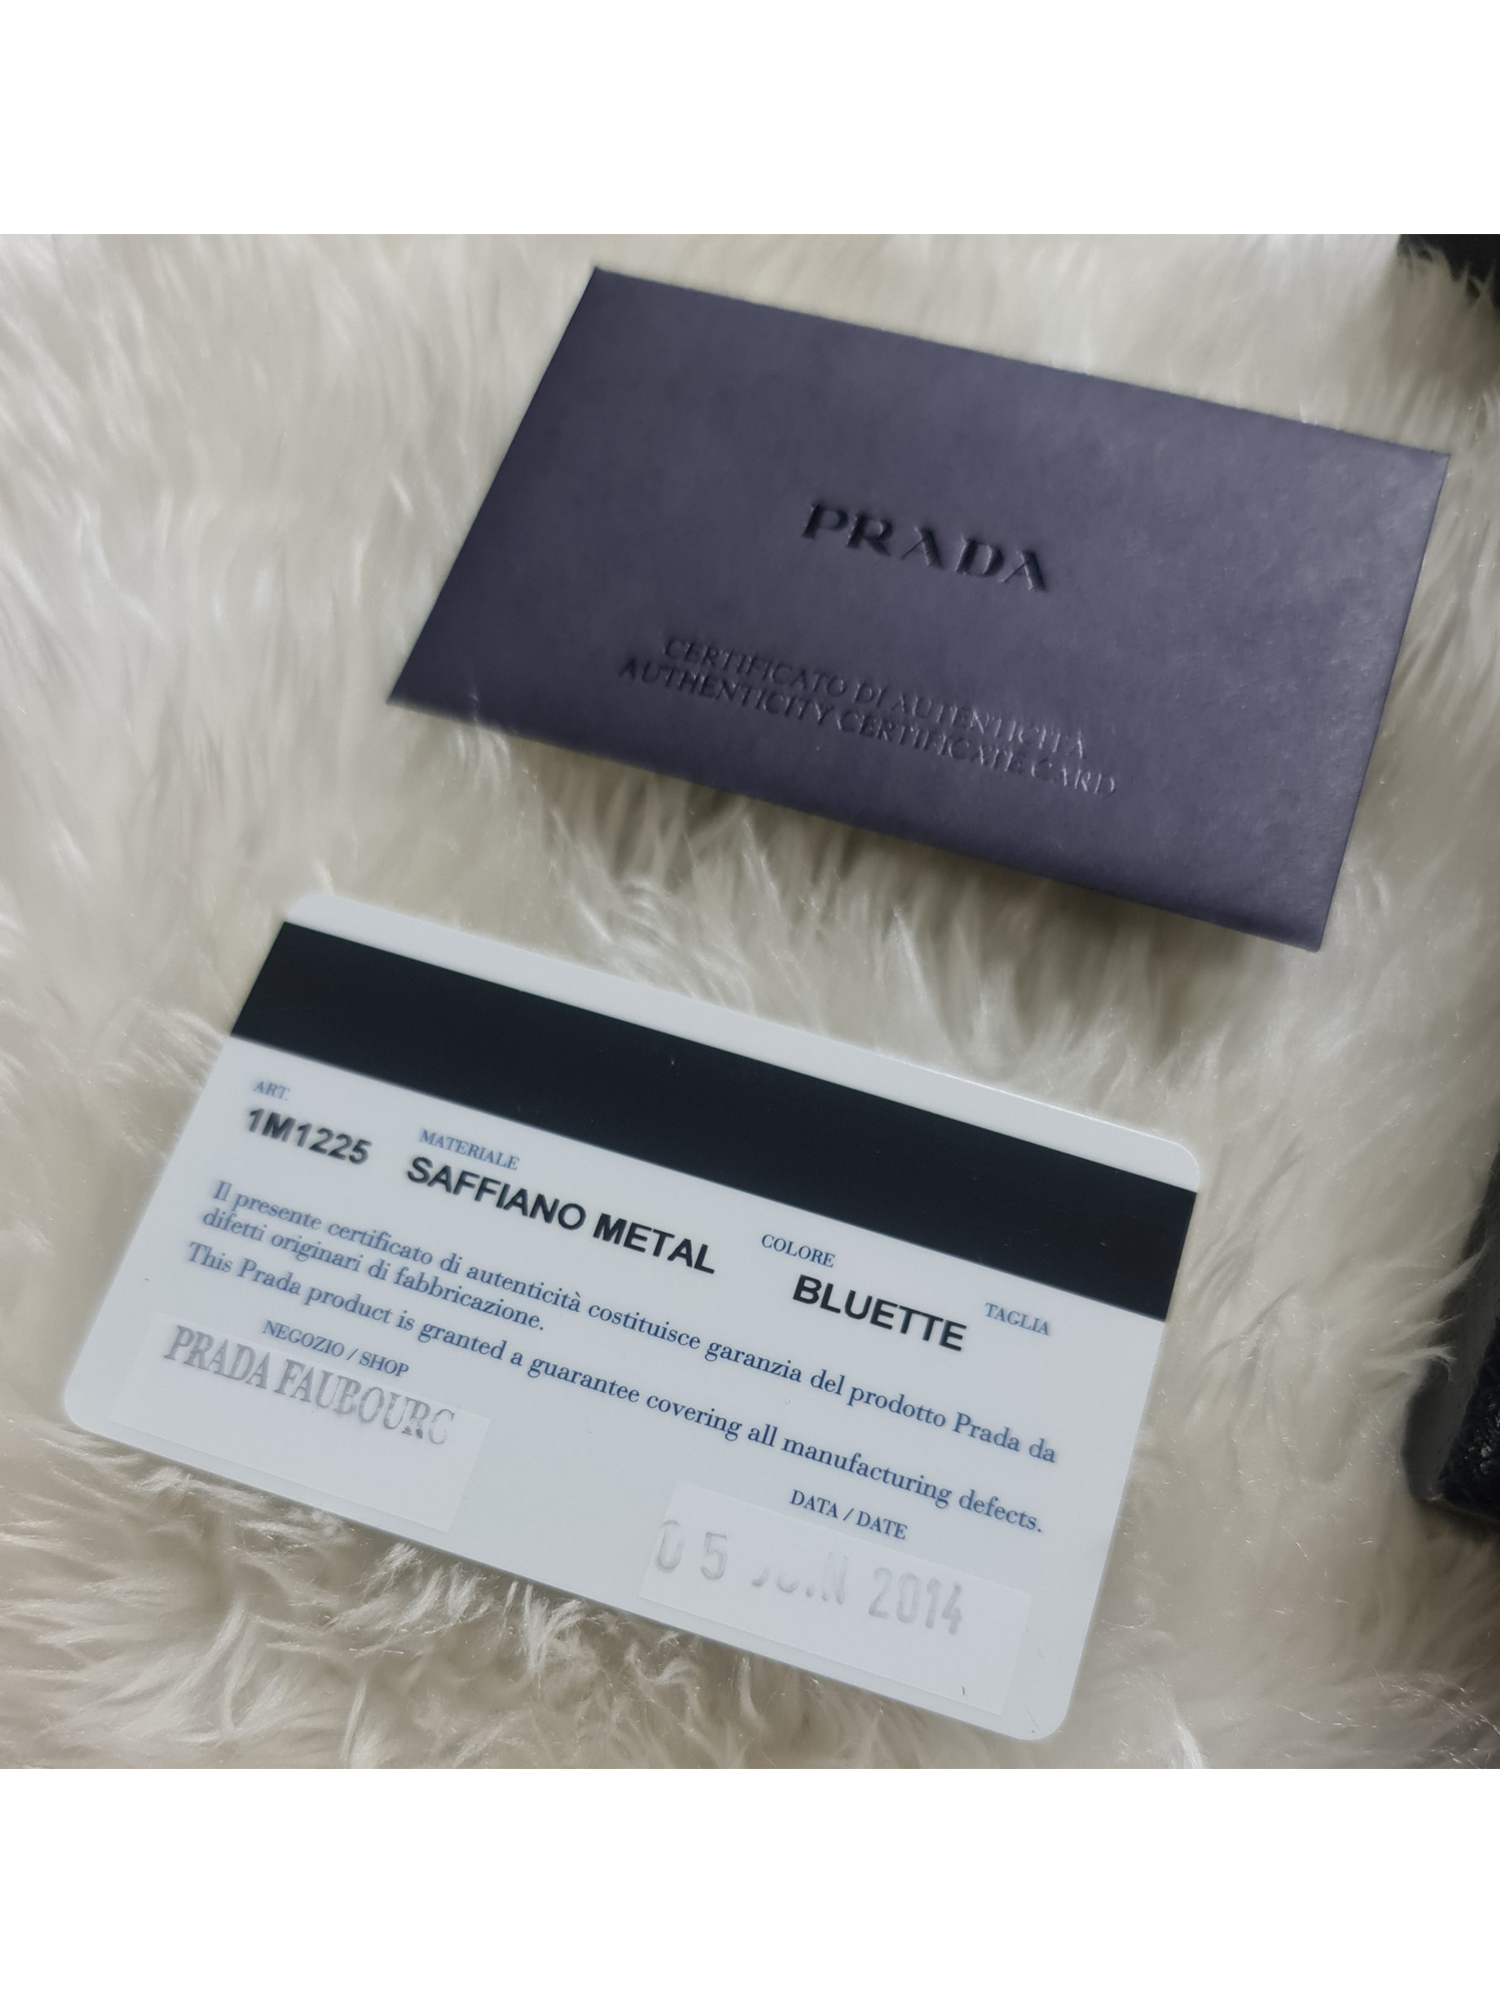 PRADA
CERTIFICATO DI AUTENTICITÀ
AUTHENTICITY CERTIFICATE CARD
ART.
1M1225
MATERIALE
SAFFIANO METAL
COLORE
BLUETTE
TAGLIA
Il presente certificato di autenticità costituisce garanzia del prodotto Prada da
difetti originari di fabbricazione.
This Prada product is granted a guarantee covering all manufacturing defects.
NEGOZIO / SHOP
PRADA FAUBOURG
DATA / DATE
05 JUIN 2014